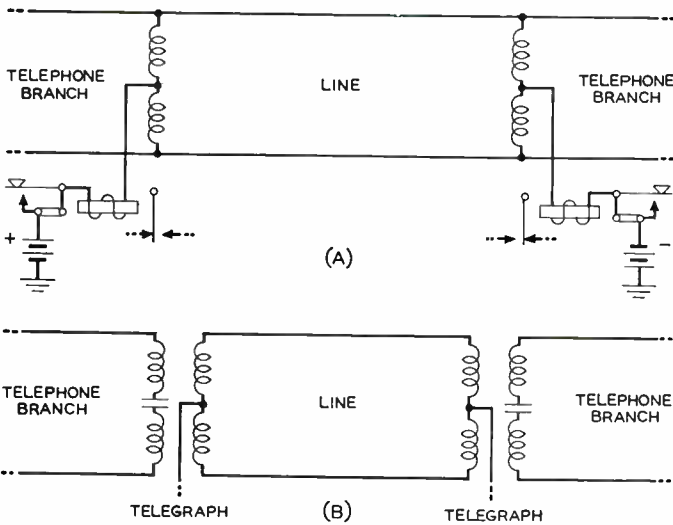 TELEPHONE
BRANCH
LINE
TELEPHONE
BRANCH
+
−
(A)
TELEPHONE
BRANCH
LINE
TELEPHONE
BRANCH
TELEGRAPH
(B)
TELEGRAPH